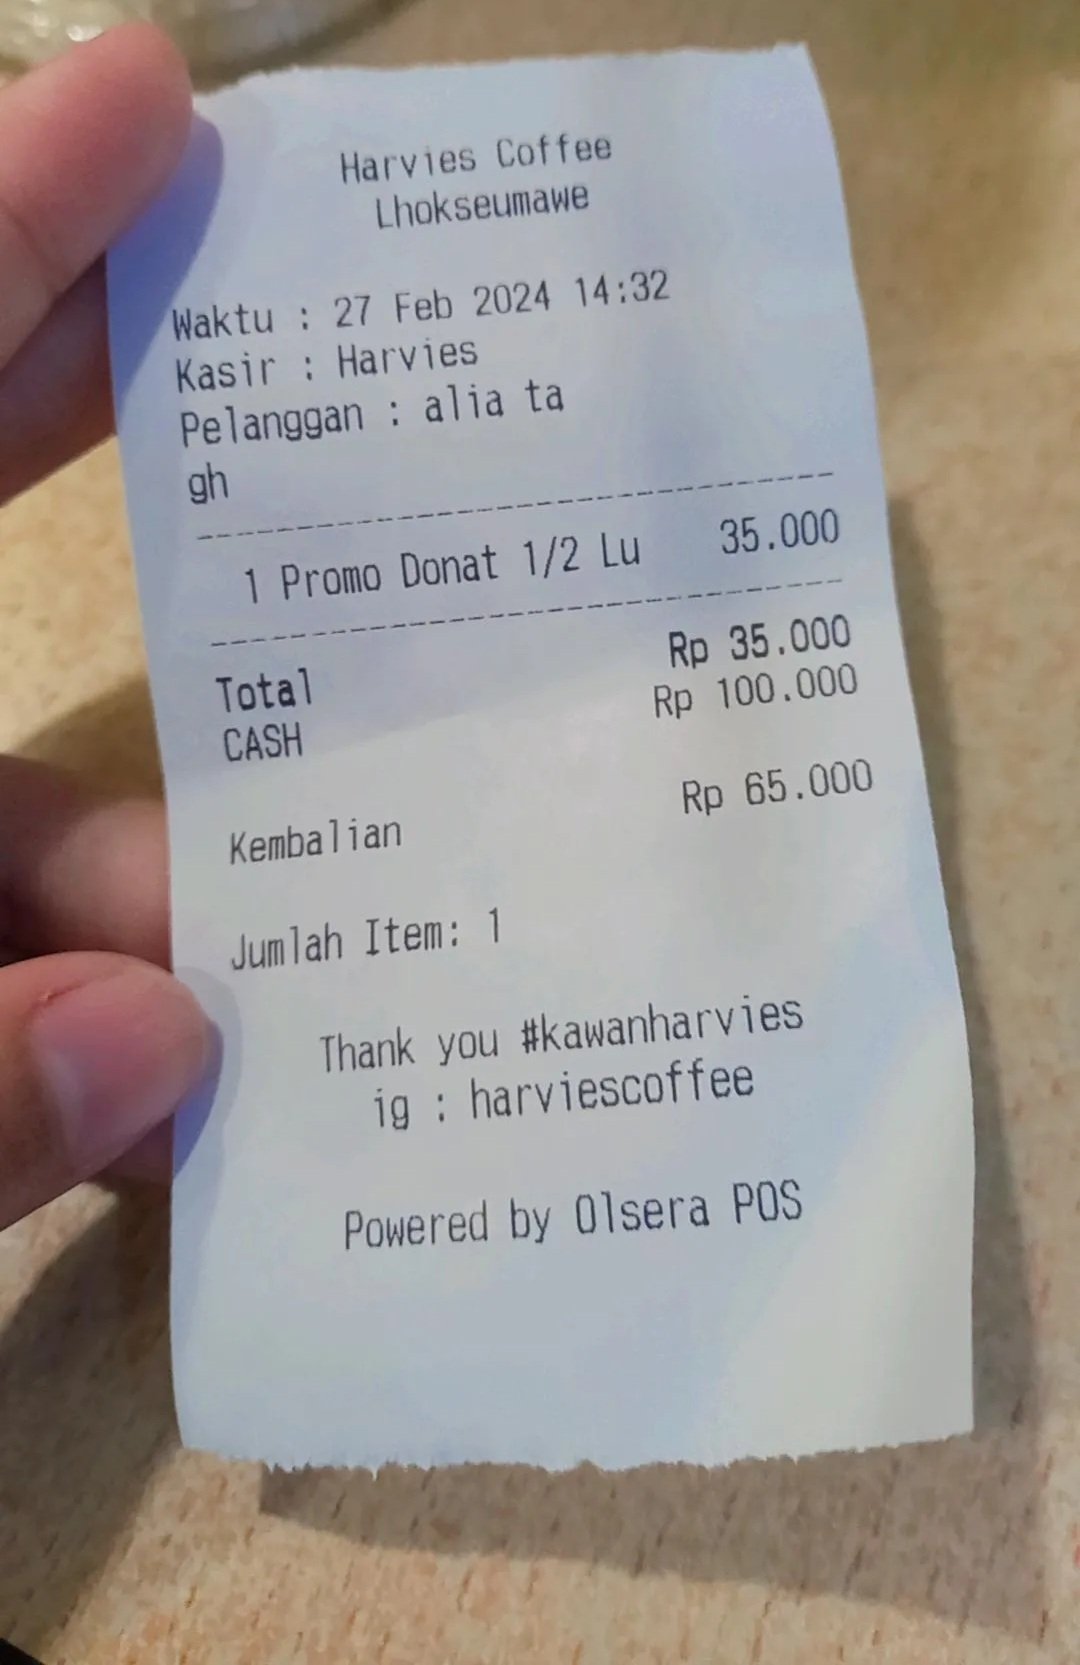 Harvies Coffee
Lhokseumawe
Waktu : 27 Feb 2024 14:32
Kasir : Harvies
Pelanggan : alia ta
gh
1 Promo Donat 1/2 Lu 35.000
Total Rp 35.000
CASH Rp 100.000
Kembalian Rp 65.000
Jumlah Item: 1
Thank you #kawanharvies
ig : harviescoffee
Powered by Olsera POS